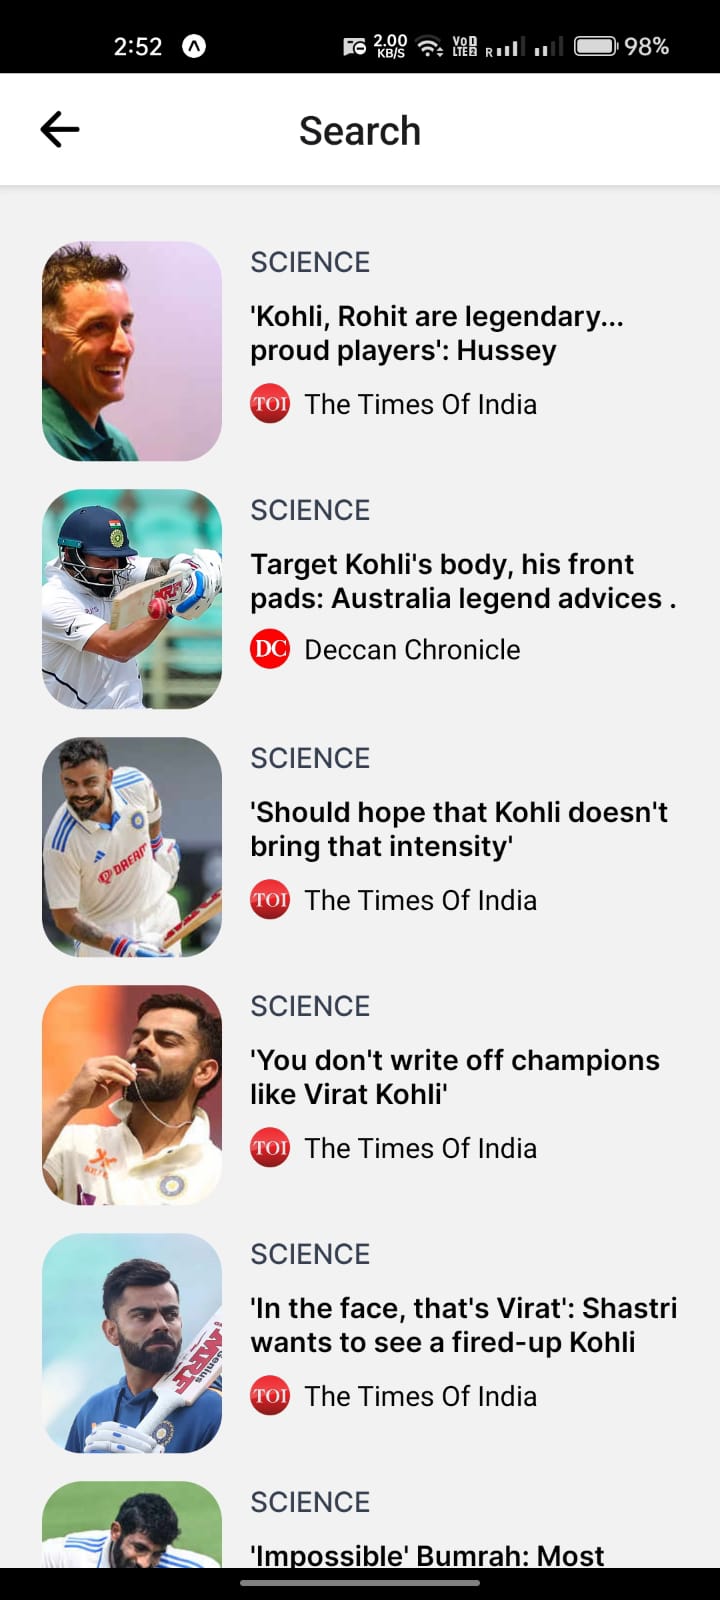 2:52
2.00 KB/S
VoD LTE2
R
98%
Search
SCIENCE
'Kohli, Rohit are legendary...
proud players': Hussey
TOI The Times Of India
SCIENCE
Target Kohli's body, his front
pads: Australia legend advices .
DC Deccan Chronicle
SCIENCE
'Should hope that Kohli doesn't
bring that intensity'
TOI The Times Of India
SCIENCE
'You don't write off champions
like Virat Kohli'
TOI The Times Of India
SCIENCE
'In the face, that's Virat': Shastri
wants to see a fired-up Kohli
MRF
Genius
TOI The Times Of India
SCIENCE
'Impossible' Bumrah: Most